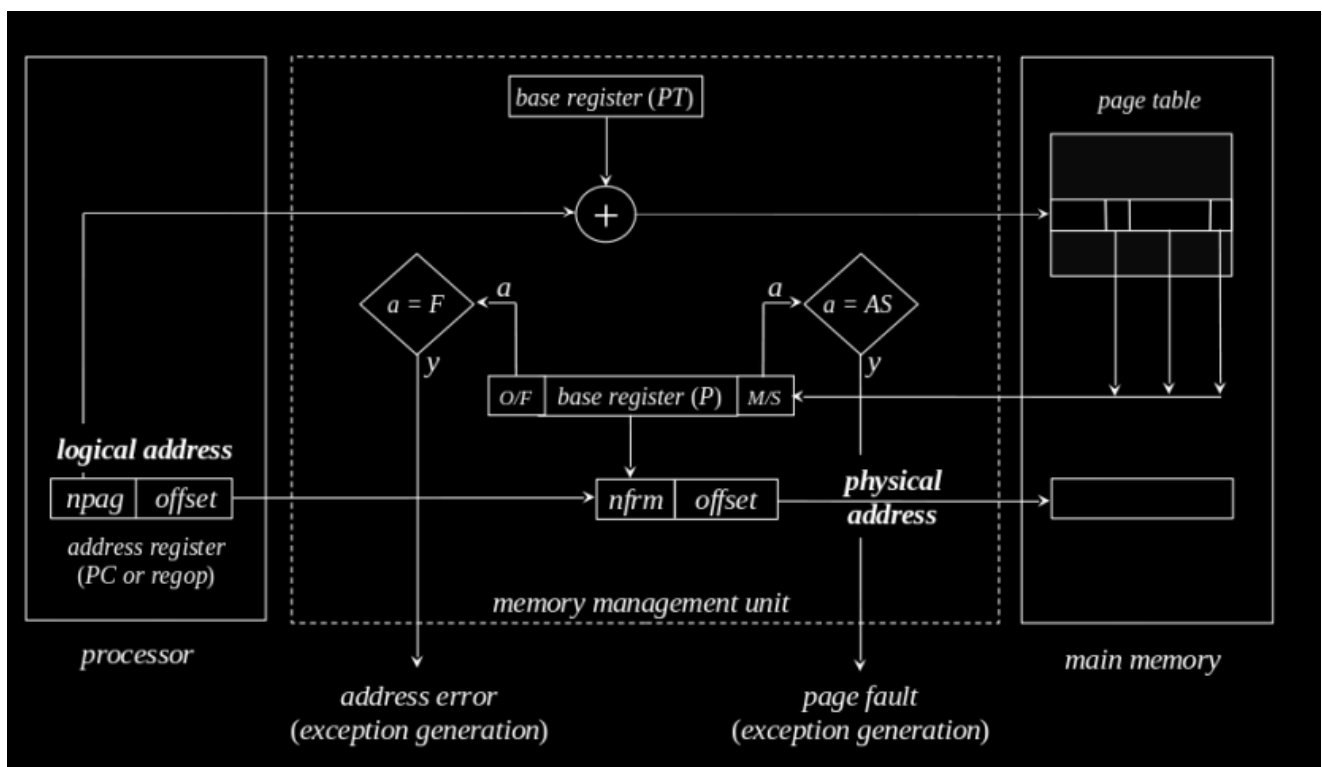 base register (PT)
page table
+
a = F
a
a
a = AS
y
y
O/F
base register (P)
M/S
logical address
npag
offset
nfrm
offset
physical
address
address register
(PC or regop)
memory management unit
processor
main memory
address error
(exception generation)
page fault
(exception generation)